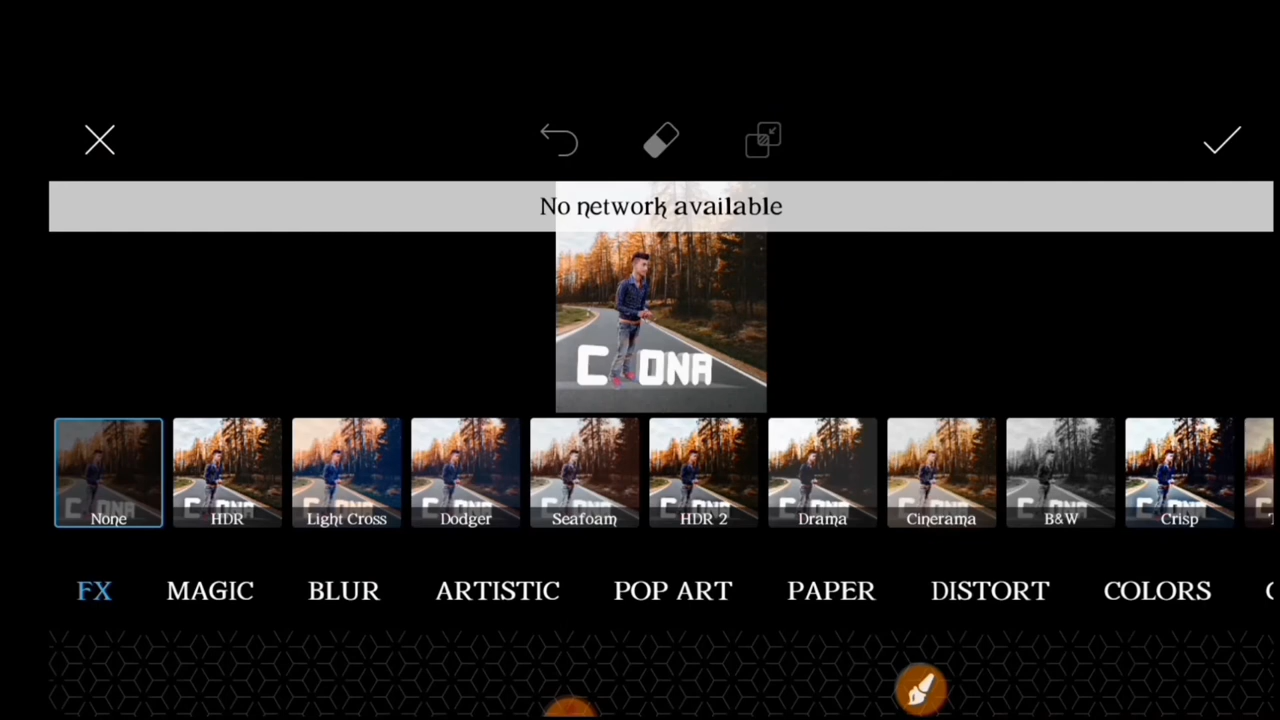 No network available
C ONA
None HDR Light Cross Dodger Seafoam HDR 2 Drama Cinerama B&W Crisp
FX MAGIC BLUR ARTISTIC POP ART PAPER DISTORT COLORS